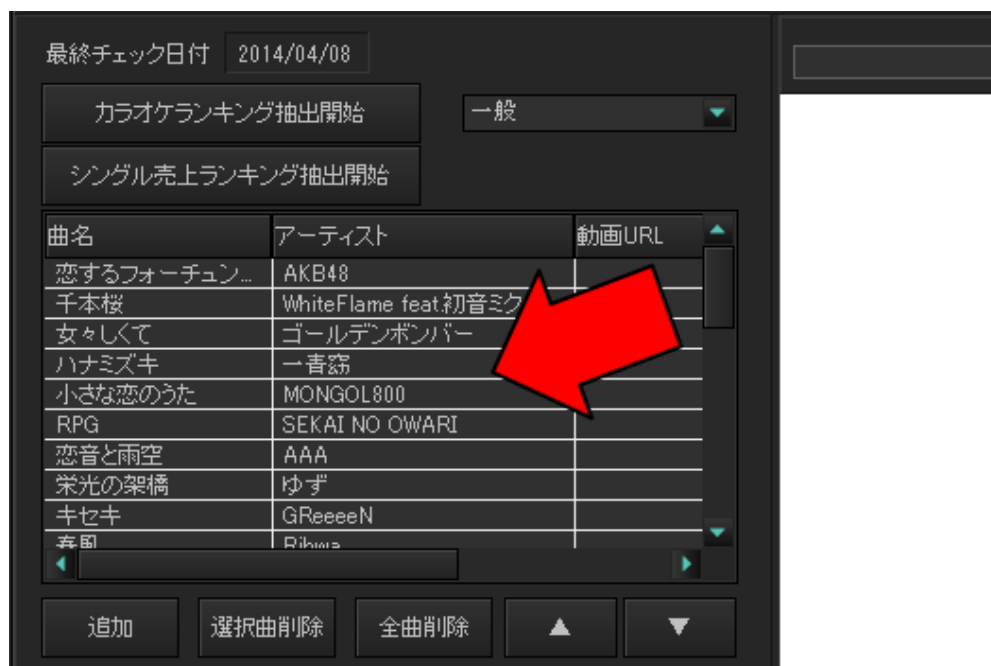 最終チェック日付 2014/04/08
カラオケランキング抽出開始 一般
シングル売上ランキング抽出開始
曲名 アーティスト 動画URL
恋するフォーチュン... AKB48
千本桜 WhiteFlame feat.初音ミク
女々しくて ゴールデンボンバー
ハナミズキ 一青窈
小さな恋のうた MONGOL800
RPG SEKAI NO OWARI
恋音と雨空 AAA
栄光の架橋 ゆず
キセキ GReeeeN
春風 Rihwa
追加 選択曲削除 全曲削除 ▲ ▼